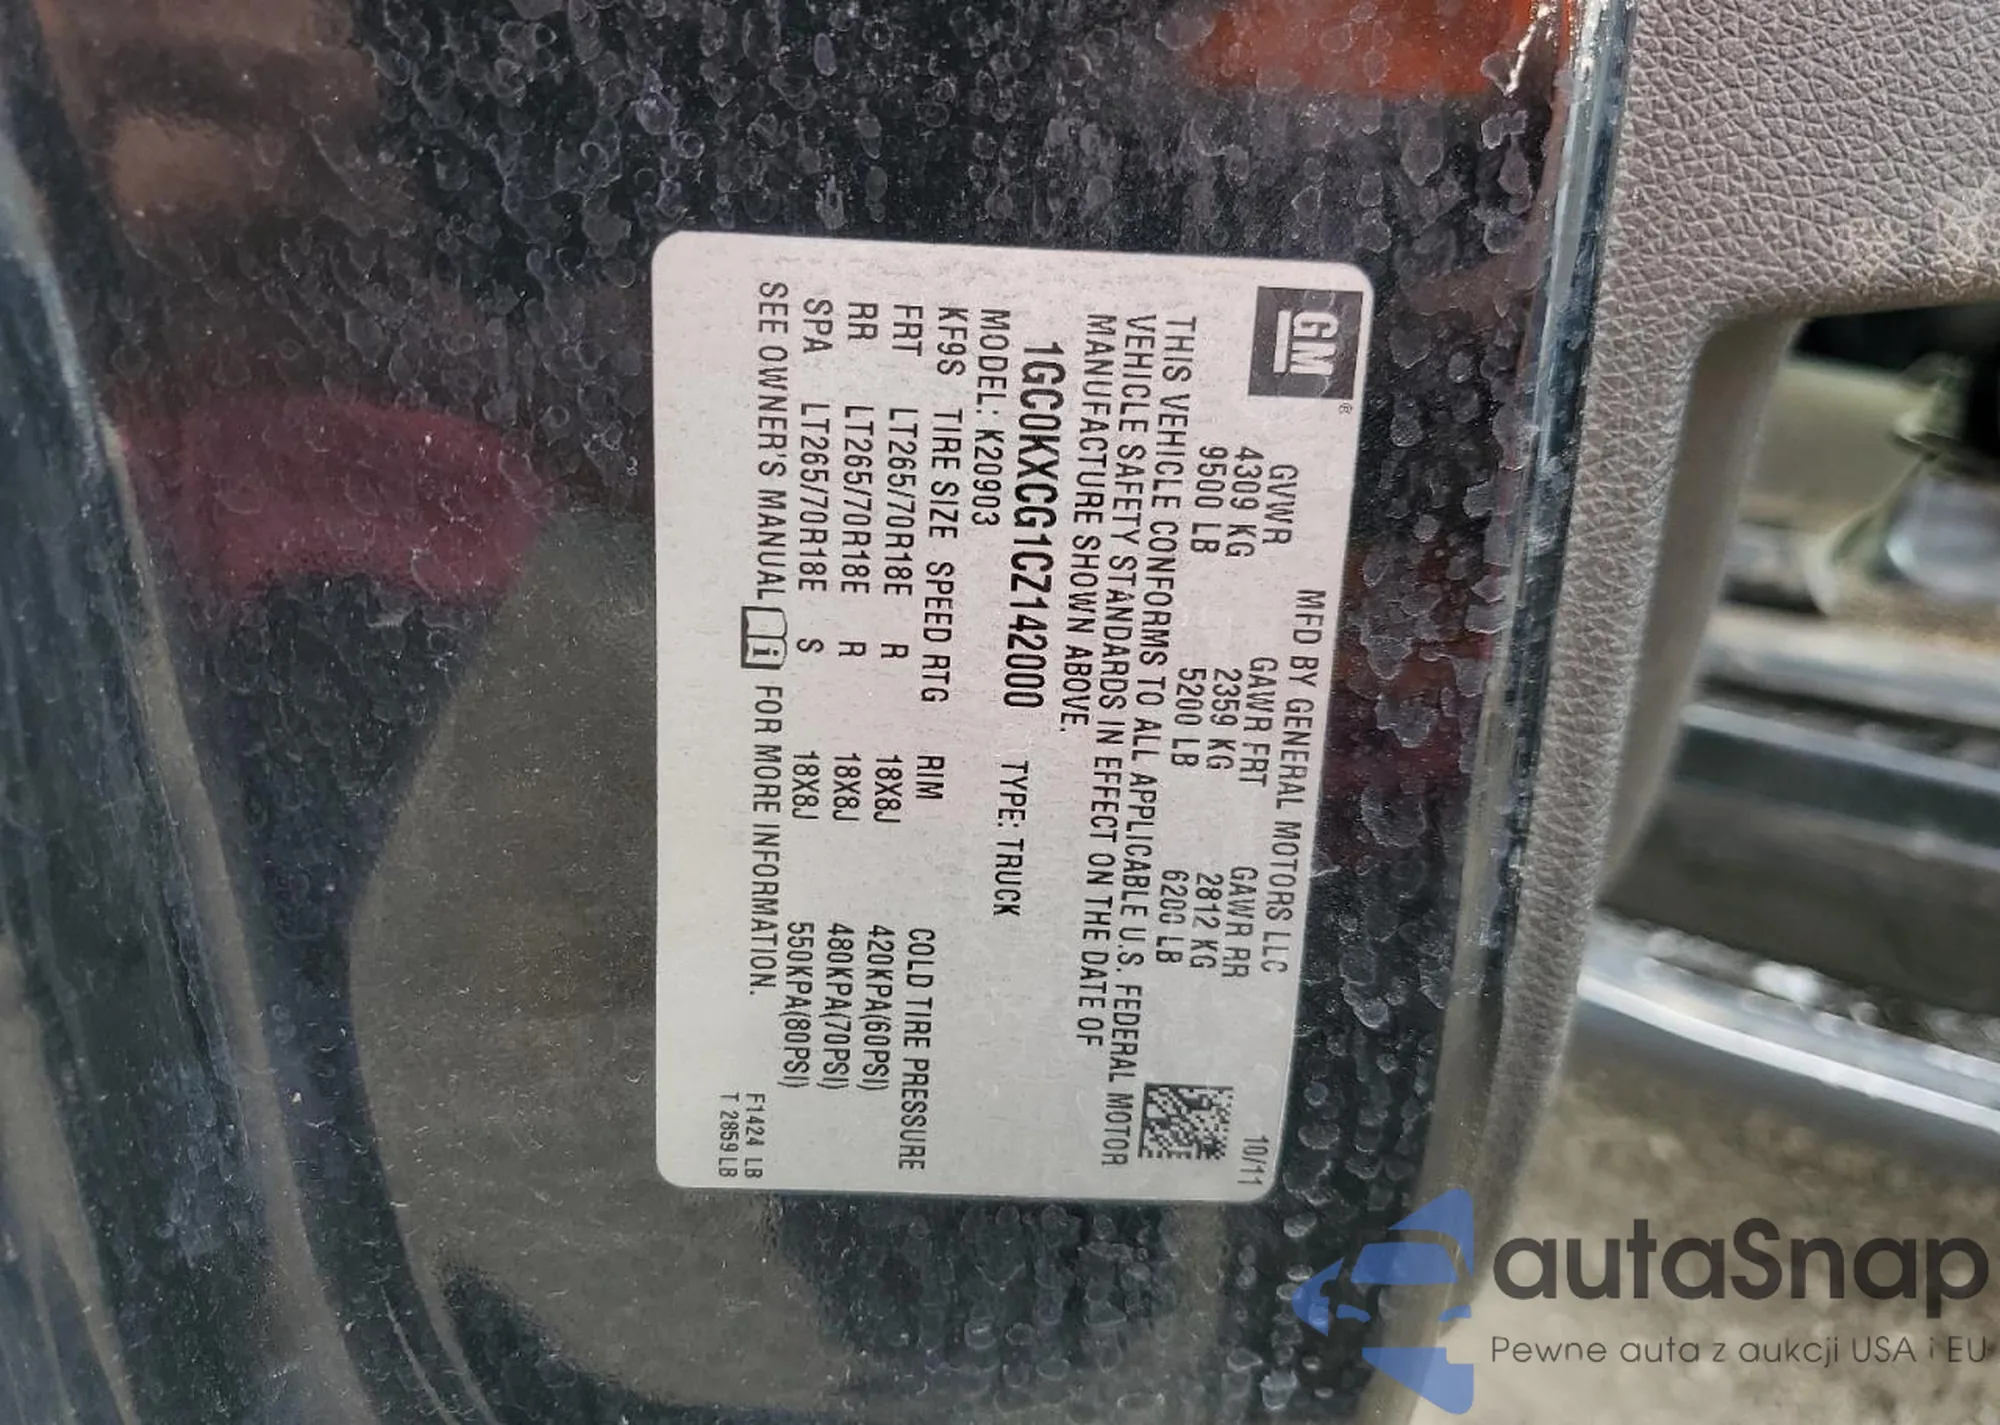 GM®
MFD BY GENERAL MOTORS LLC 10/11
GVWR GAWR FRT GAWR RR
4309 KG 2359 KG 2812 KG
9500 LB 5200 LB 6200 LB
THIS VEHICLE CONFORMS TO ALL APPLICABLE U.S. FEDERAL MOTOR
VEHICLE SAFETY STANDARDS IN EFFECT ON THE DATE OF
MANUFACTURE SHOWN ABOVE.
1GC0KXCG1CZ142000 TYPE: TRUCK
MODEL: K20903
KF9S TIRE SIZE SPEED RTG RIM COLD TIRE PRESSURE
FRT LT265/70R18E R 18X8J 420KPA(60PSI)
RR LT265/70R18E R 18X8J 480KPA(70PSI)
SPA LT265/70R18E S 18X8J 550KPA(80PSI)
SEE OWNER'S MANUAL i FOR MORE INFORMATION.
F1424 LB
T 2859 LB
autaSnap
Pewne auta z aukcji USA i EU